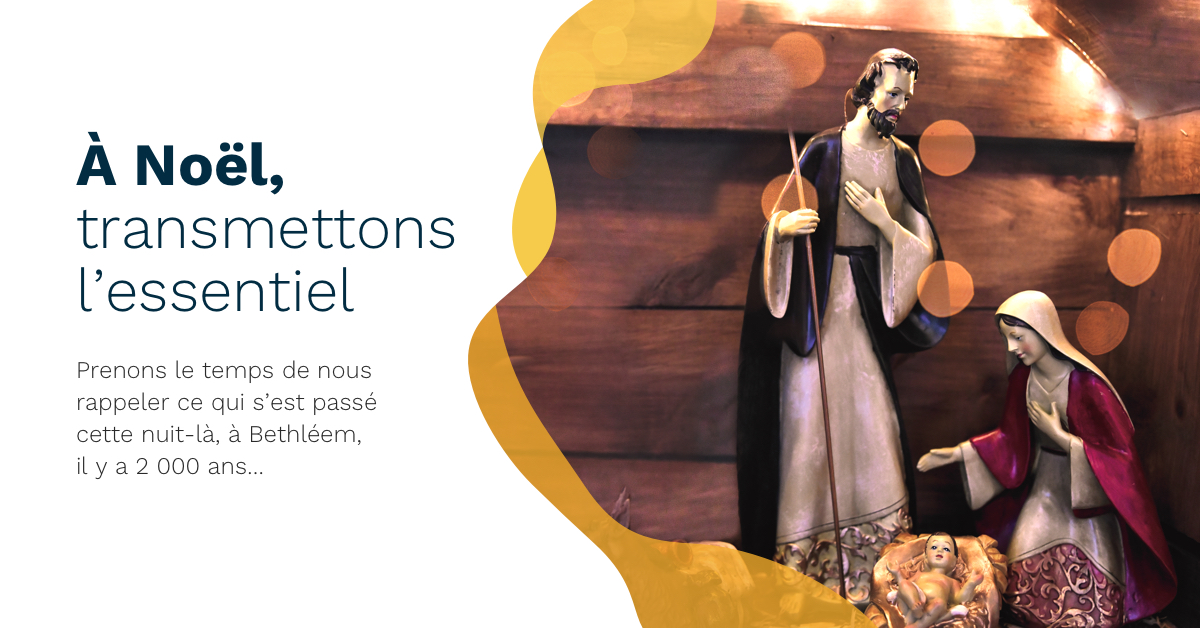 À Noël,
transmettons
l’essentiel
Prenons le temps de nous
rappeler ce qui s’est passé
cette nuit-là, à Bethléem,
il y a 2 000 ans...